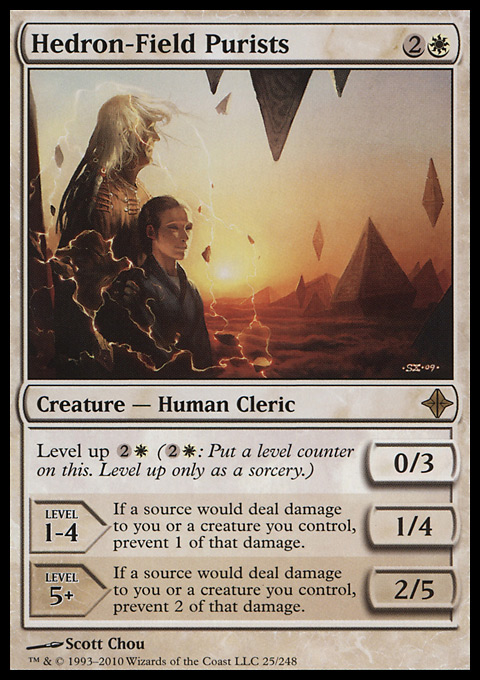 Hedron-Field Purists 2
·SZ·09·
Creature — Human Cleric
Level up 2 (2: Put a level counter
on this. Level up only as a sorcery.)
0/3
LEVEL
1-4
If a source would deal damage
to you or a creature you control,
prevent 1 of that damage.
1/4
LEVEL
5+
If a source would deal damage
to you or a creature you control,
prevent 2 of that damage.
2/5
Scott Chou
™ & © 1993–2010 Wizards of the Coast LLC 25/248